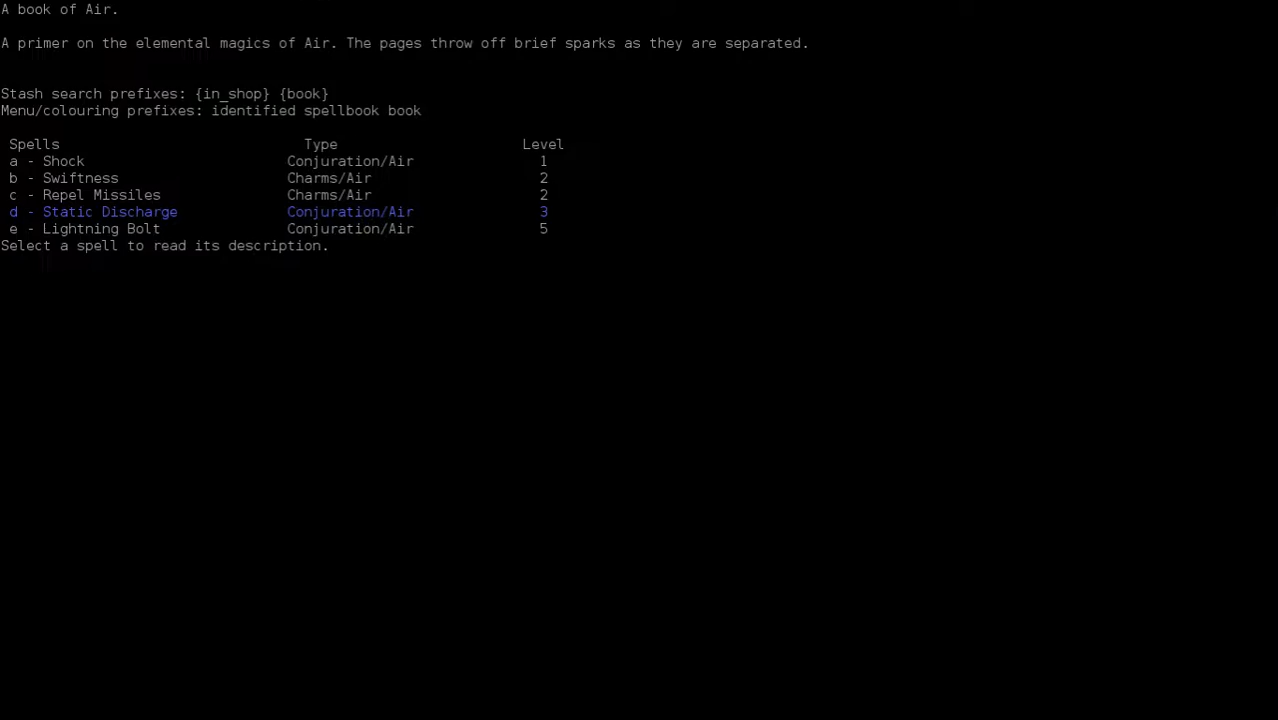 A book of Air.
A primer on the elemental magics of Air. The pages throw off brief sparks as they are separated.
Stash search prefixes: {in_shop} {book}
Menu/colouring prefixes: identified spellbook book
Spells Type Level
a - Shock Conjuration/Air 1
b - Swiftness Charms/Air 2
c - Repel Missiles Charms/Air 2
d - Static Discharge Conjuration/Air 3
e - Lightning Bolt Conjuration/Air 5
Select a spell to read its description.